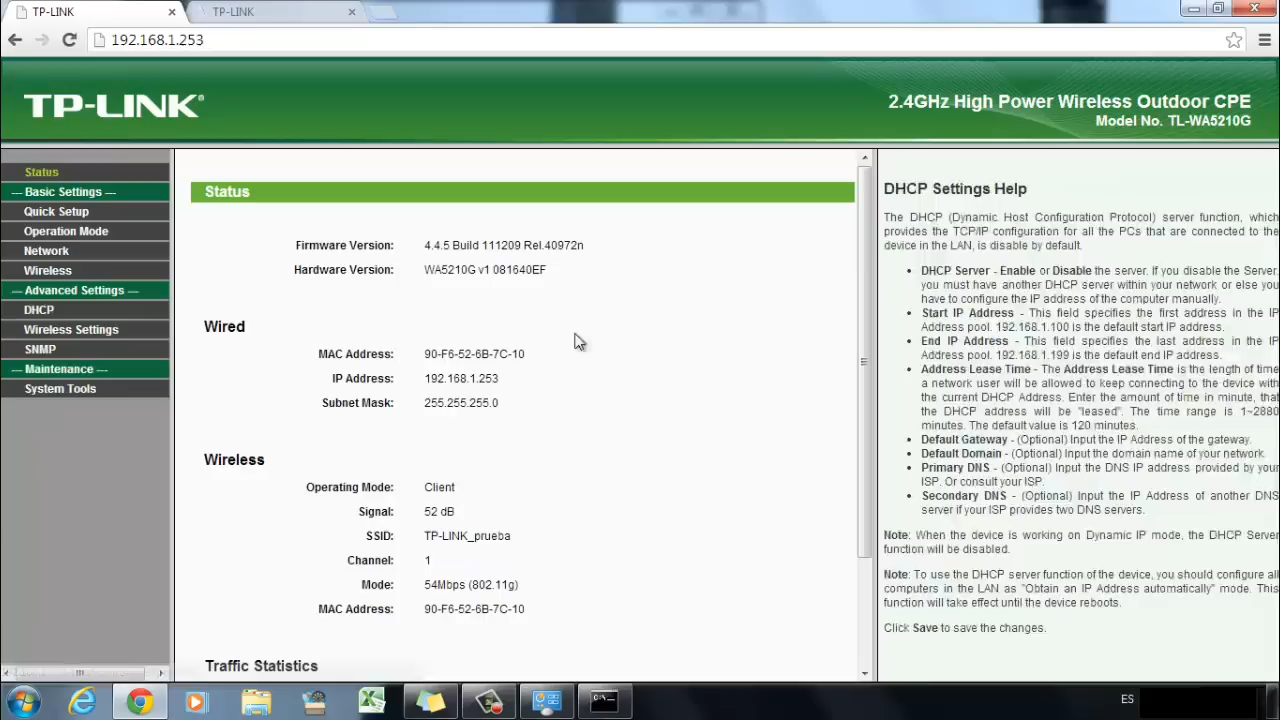 TP-LINK
TP-LINK
192.168.1.253
TP-LINK®
2.4GHz High Power Wireless Outdoor CPE
Model No. TL-WA5210G
Status
--- Basic Settings ---
Quick Setup
Operation Mode
Network
Wireless
--- Advanced Settings ---
DHCP
Wireless Settings
SNMP
--- Maintenance ---
System Tools
Status
Firmware Version: 4.4.5 Build 111209 Rel.40972n
Hardware Version: WA5210G v1 081640EF
Wired
MAC Address: 90-F6-52-6B-7C-10
IP Address: 192.168.1.253
Subnet Mask: 255.255.255.0
Wireless
Operating Mode: Client
Signal: 52 dB
SSID: TP-LINK_prueba
Channel: 1
Mode: 54Mbps (802.11g)
MAC Address: 90-F6-52-6B-7C-10
Traffic Statistics
DHCP Settings Help
The DHCP (Dynamic Host Configuration Protocol) server function, which
provides the TCP/IP configuration for all the PCs that are connected to the
device in the LAN, is disable by default.
• DHCP Server - Enable or Disable the server. If you disable the Server,
you must have another DHCP server within your network or else you
have to configure the IP address of the computer manually.
• Start IP Address - This field specifies the first address in the IP
Address pool. 192.168.1.100 is the default start IP address.
• End IP Address - This field specifies the last address in the IP
Address pool. 192.168.1.199 is the default end IP address.
• Address Lease Time - The Address Lease Time is the length of time
a network user will be allowed to keep connecting to the device with
the current DHCP Address. Enter the amount of time in minute, that
the DHCP address will be "leased". The time range is 1~2880
minutes. The default value is 120 minutes.
• Default Gateway - (Optional) Input the IP Address of the gateway.
• Default Domain - (Optional) Input the domain name of your network.
• Primary DNS - (Optional) Input the DNS IP address provided by your
ISP. Or consult your ISP.
• Secondary DNS - (Optional) Input the IP Address of another DNS
server if your ISP provides two DNS servers.
Note: When the device is working on Dynamic IP mode, the DHCP Server
function will be disabled.
Note: To use the DHCP server function of the device, you should configure all
computers in the LAN as "Obtain an IP Address automatically" mode. This
function will take effect until the device reboots.
Click Save to save the changes.
ES